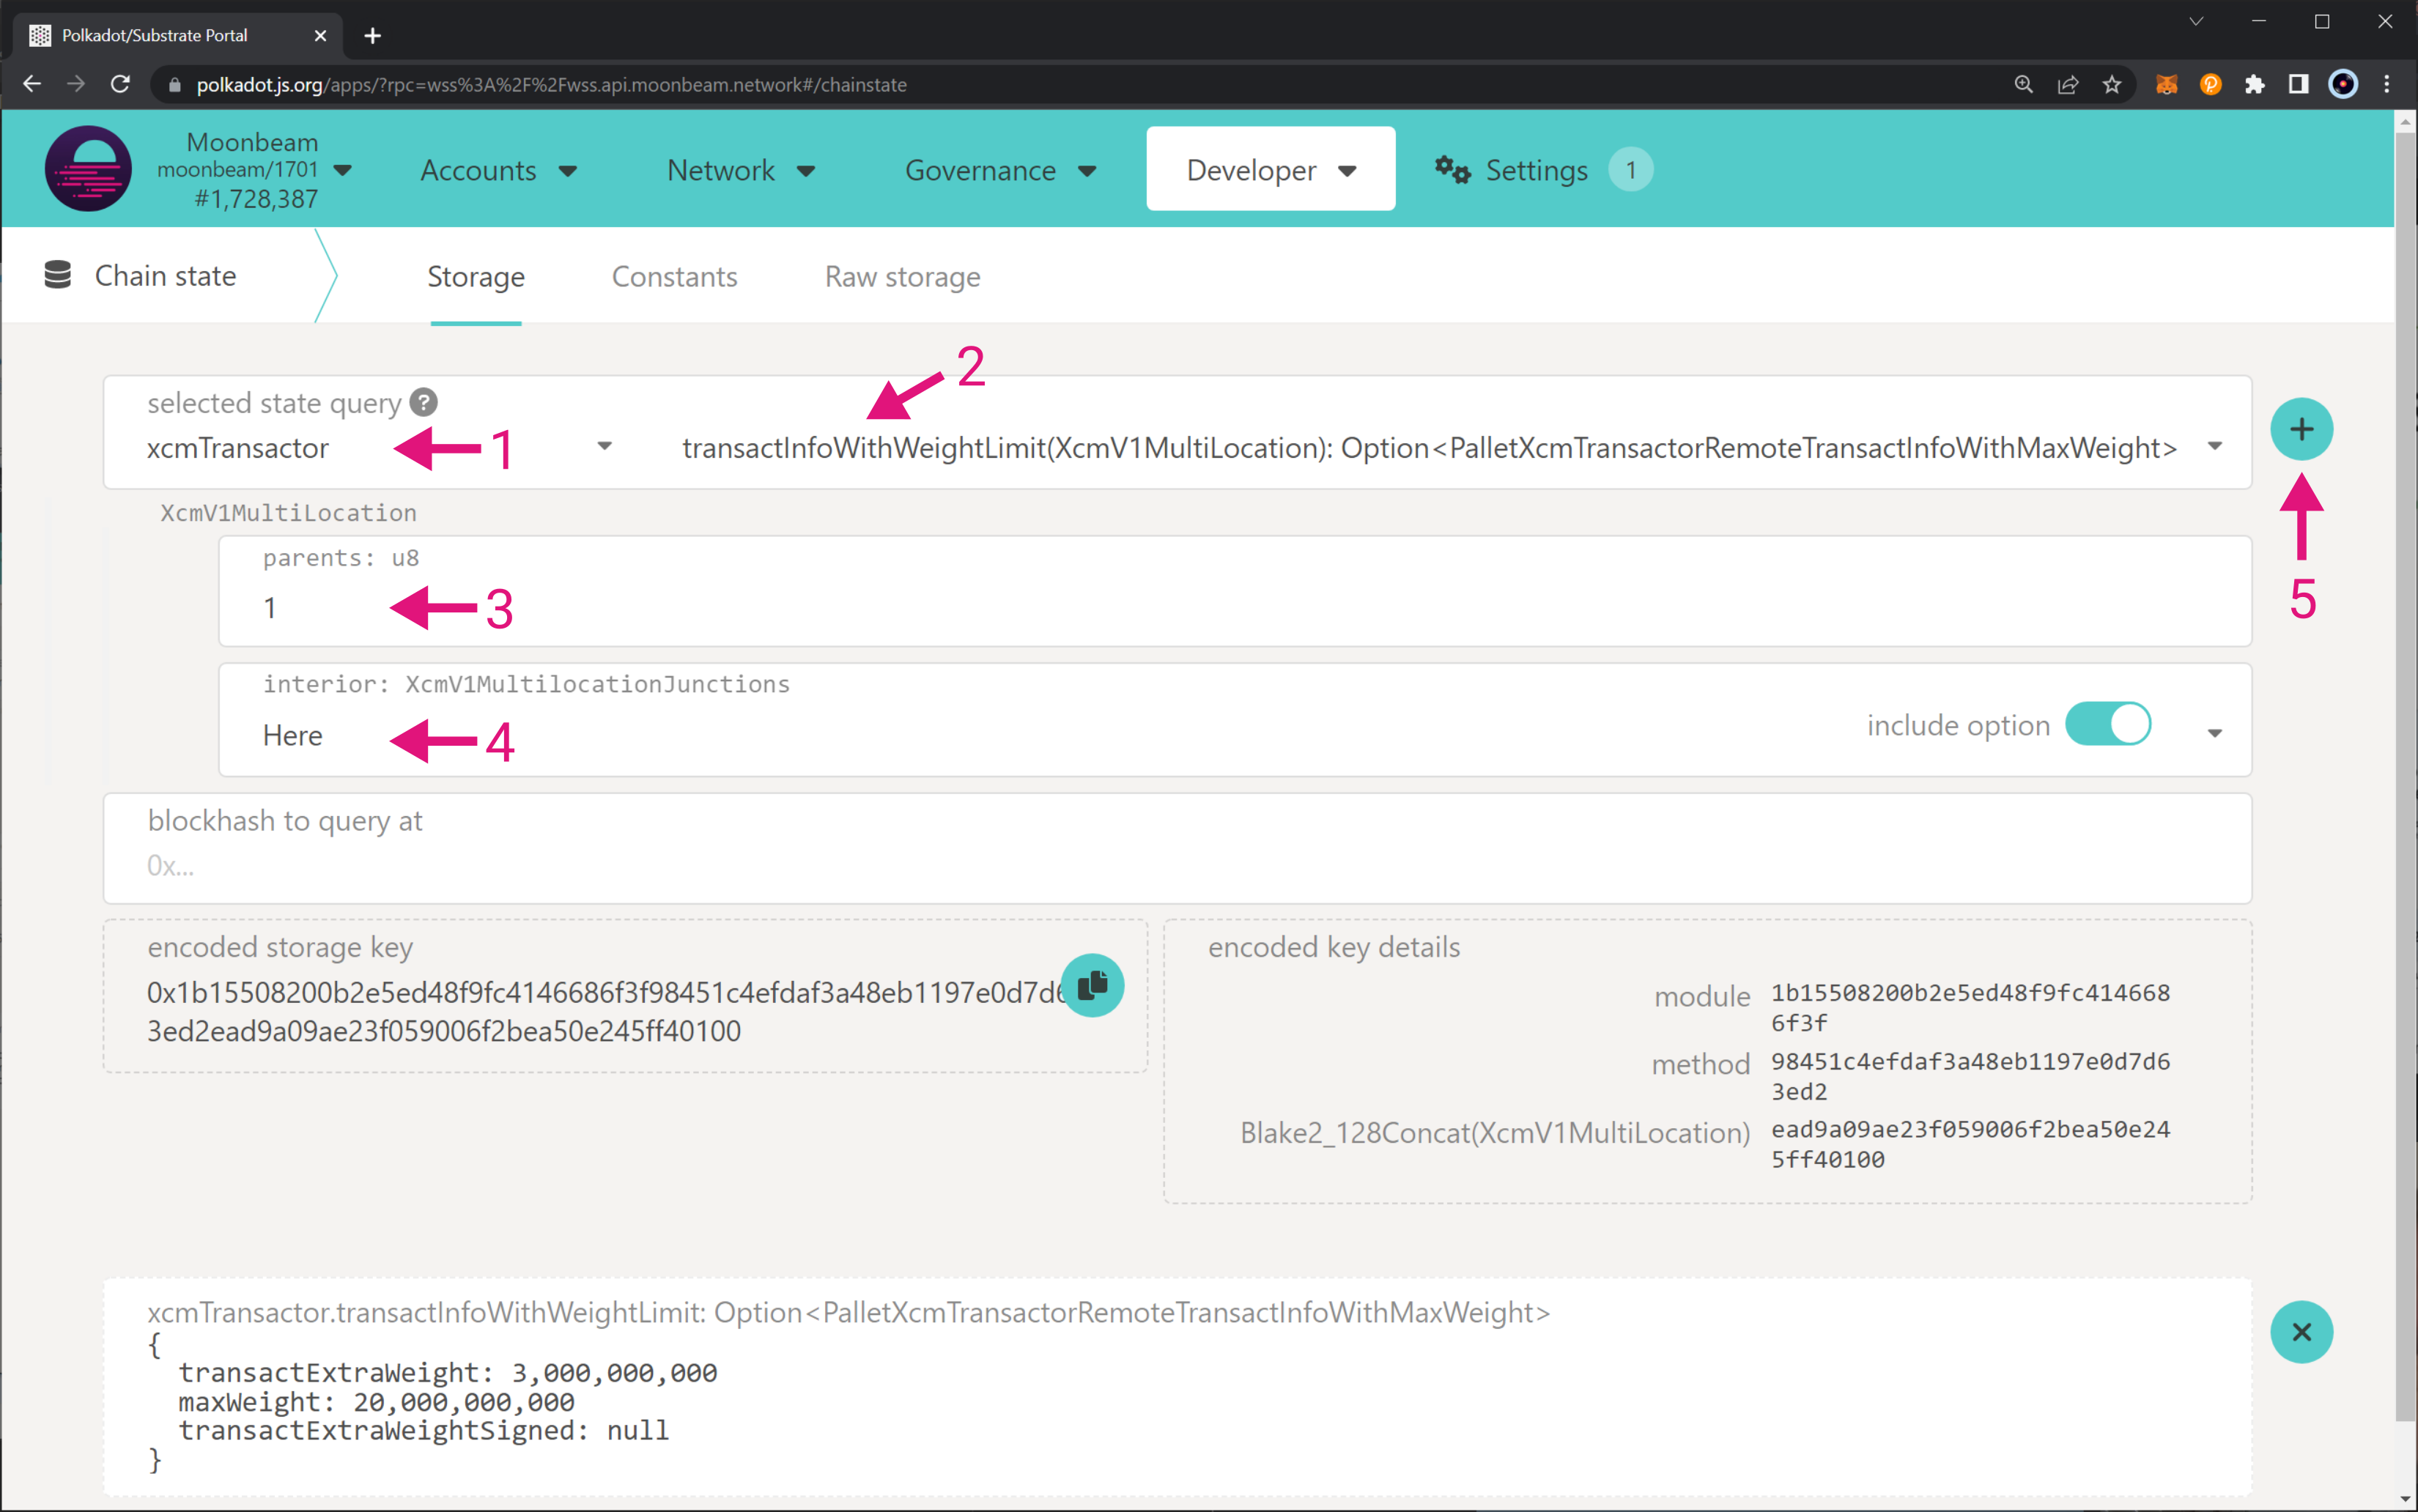 Polkadot/Substrate Portal
polkadot.js.org/apps/?rpc=wss%3A%2F%2Fwss.api.moonbeam.network#/chainstate
Moonbeam
moonbeam/1701
#1,728,387
Accounts
Network
Governance
Developer
Settings
1
Chain state
Storage
Constants
Raw storage
2
selected state query ?
xcmTransactor
1
transactInfoWithWeightLimit(XcmV1MultiLocation): Option<PalletXcmTransactorRemoteTransactInfoWithMaxWeight>
XcmV1MultiLocation
parents: u8
1
3
5
interior: XcmV1MultilocationJunctions
Here
4
include option
blockhash to query at
0x...
encoded storage key
0x1b15508200b2e5ed48f9fc4146686f3f98451c4efdaf3a48eb1197e0d7d6
3ed2ead9a09ae23f059006f2bea50e245ff40100
encoded key details
module
1b15508200b2e5ed48f9fc414668
6f3f
method
98451c4efdaf3a48eb1197e0d7d6
3ed2
Blake2_128Concat(XcmV1MultiLocation)
ead9a09ae23f059006f2bea50e24
5ff40100
xcmTransactor.transactInfoWithWeightLimit: Option<PalletXcmTransactorRemoteTransactInfoWithMaxWeight>
{
transactExtraWeight: 3,000,000,000
maxWeight: 20,000,000,000
transactExtraWeightSigned: null
}